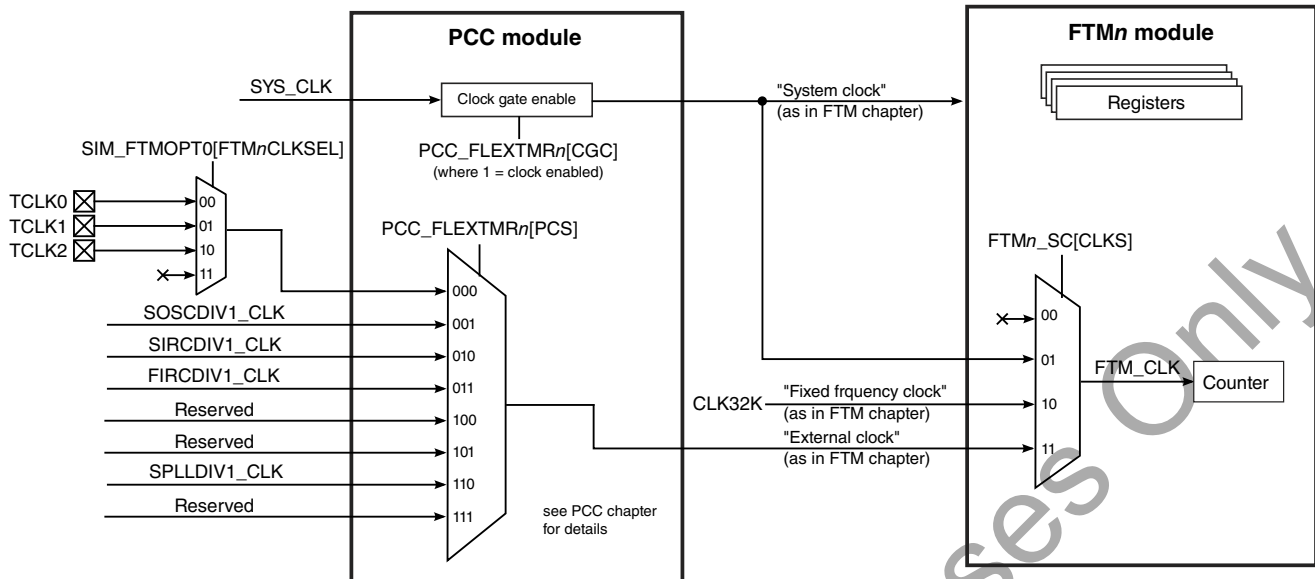 PCC module
FTMn module
SYS_CLK
Clock gate enable
"System clock"
(as in FTM chapter)
Registers
SIM_FTMOPT0[FTMnCLKSEL]
PCC_FLEXTMRn[CGC]
(where 1 = clock enabled)
TCLK0
00
TCLK1
01
TCLK2
10
11
PCC_FLEXTMRn[PCS]
FTMn_SC[CLKS]
000
SOSCDIV1_CLK
001
SIRCDIV1_CLK
010
FIRCDIV1_CLK
011
Reserved
100
Reserved
101
SPLLDIV1_CLK
110
Reserved
111
see PCC chapter
for details
00
01
CLK32K
"Fixed frquency clock"
(as in FTM chapter)
10
"External clock"
(as in FTM chapter)
11
FTM_CLK
Counter
ses Only